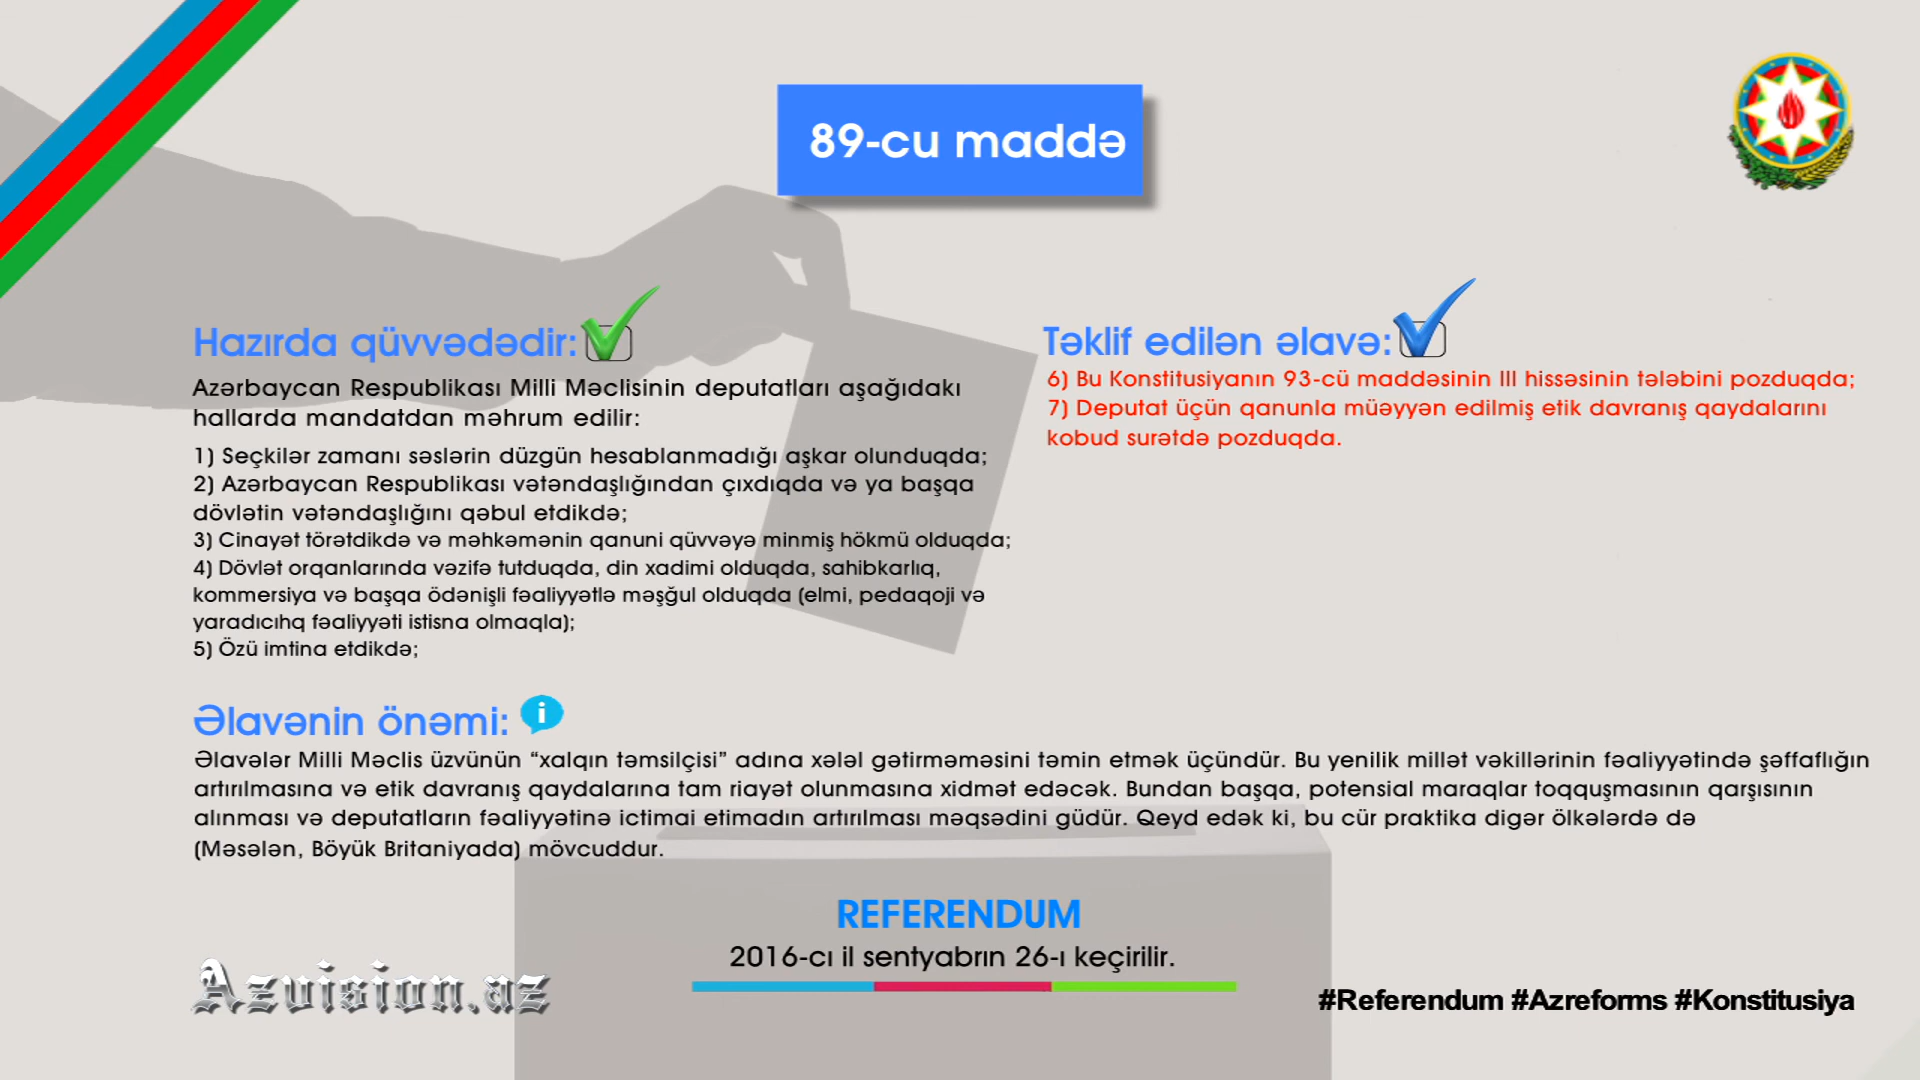 89-cu maddə
Hazırda qüvvədədir:
Azərbaycan Respublikası Milli Məclisinin deputatları aşağıdakı
hallarda mandatdan məhrum edilir:
1) Seçkilər zamanı səslərin düzgün hesablanmadığı aşkar olunduqda;
2) Azərbaycan Respublikası vətəndaşlığından çıxdıqda və ya başqa
dövlətin vətəndaşlığını qəbul etdikdə;
3) Cinayət törətdikdə və məhkəmənin qanuni qüvvəyə minmiş hökmü olduqda;
4) Dövlət orqanlarında vəzifə tutduqda, din xadimi olduqda, sahibkarlıq,
kommersiya və başqa ödənişli fəaliyyətlə məşğul olduqda (elmi, pedaqoji və
yaradıcıhq fəaliyyəti istisna olmaqla);
5) Özü imtina etdikdə;
Təklif edilən əlavə:
6) Bu Konstitusiyanın 93-cü maddəsinin III hissəsinin tələbini pozduqda;
7) Deputat üçün qanunla müəyyən edilmiş etik davranış qaydalarını
kobud surətdə pozduqda.
Əlavənin önəmi:
Əlavələr Milli Məclis üzvünün “xalqın təmsilçisi” adına xələl gətirməməsini təmin etmək üçündür. Bu yenilik millət vəkillərinin fəaliyyətində şəffaflığın
artırılmasına və etik davranış qaydalarına tam riayət olunmasına xidmət edəcək. Bundan başqa, potensial maraqlar toqquşmasının qarşısının
alınması və deputatların fəaliyyətinə ictimai etimadın artırılması məqsədini güdür. Qeyd edək ki, bu cür praktika digər ölkələrdə də
(Məsələn, Böyük Britaniyada) mövcuddur.
REFERENDUM
2016-cı il sentyabrın 26-ı keçirilir.
Azvision.az
#Referendum #Azreforms #Konstitusiya